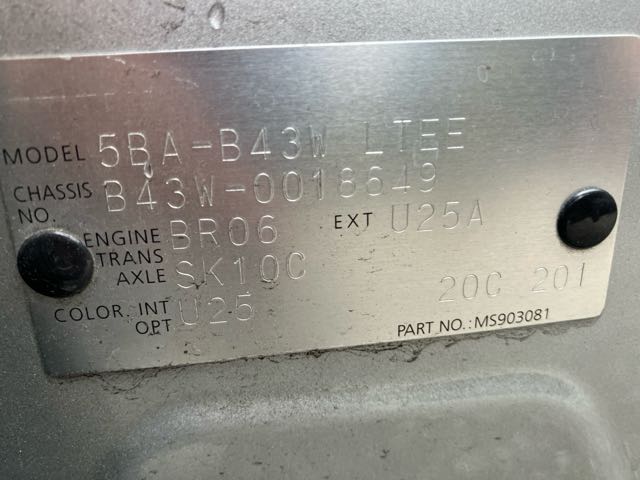 MODEL 5BA-B43W LTEE
CHASSIS NO. B43W-0018649
ENGINE BR06 EXT U25A
TRANS AXLE SK10C
COLOR. INT U25 20C 201
OPT
PART NO.: MS903081